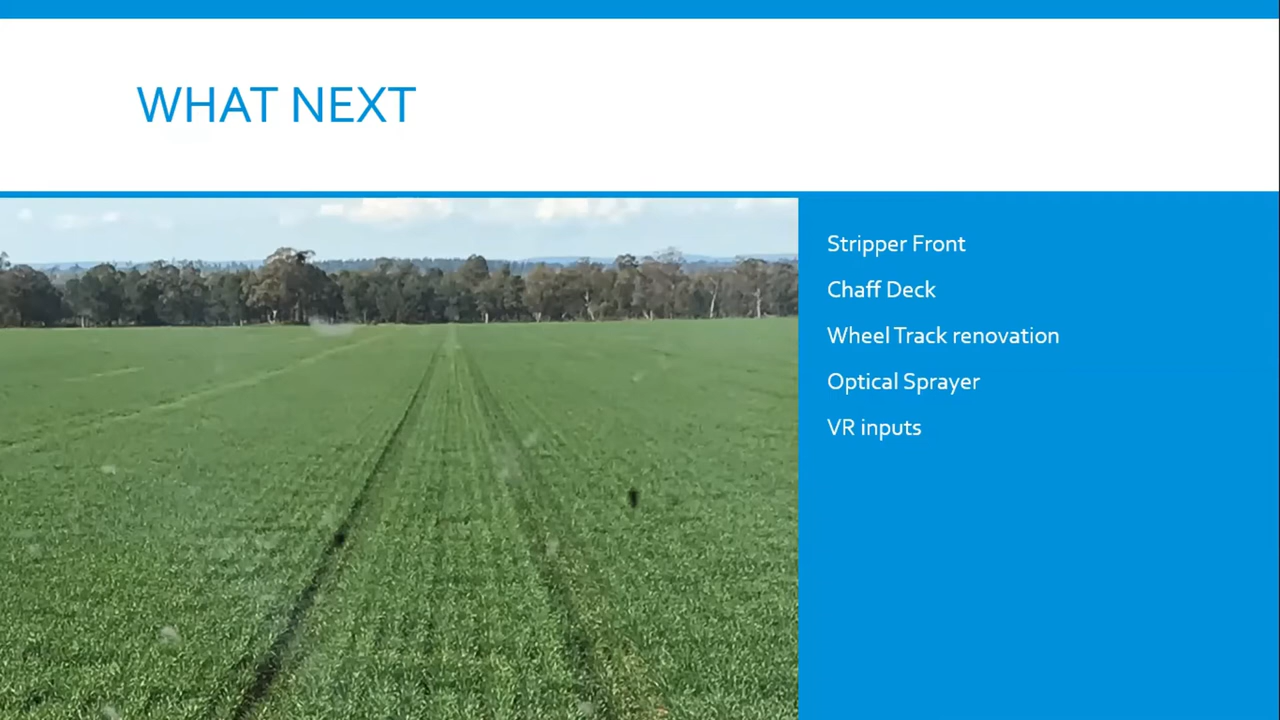 WHAT NEXT
Stripper Front
Chaff Deck
Wheel Track renovation
Optical Sprayer
VR inputs